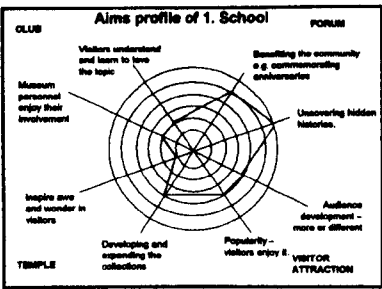 Aims profile of 1. School
CLUB
FORUM
Visitors understand
and learn to love
the topic
Benefiting the community
e.g. commemorating
anniversaries
Museum
personnel
enjoy their
involvement
Uncovering hidden
histories.
Inspire awe
and wonder in
visitors
Audience
development –
more or different
Developing and
expanding the
collections
Popularity –
visitors enjoy it.
TEMPLE
VISITOR
ATTRACTION